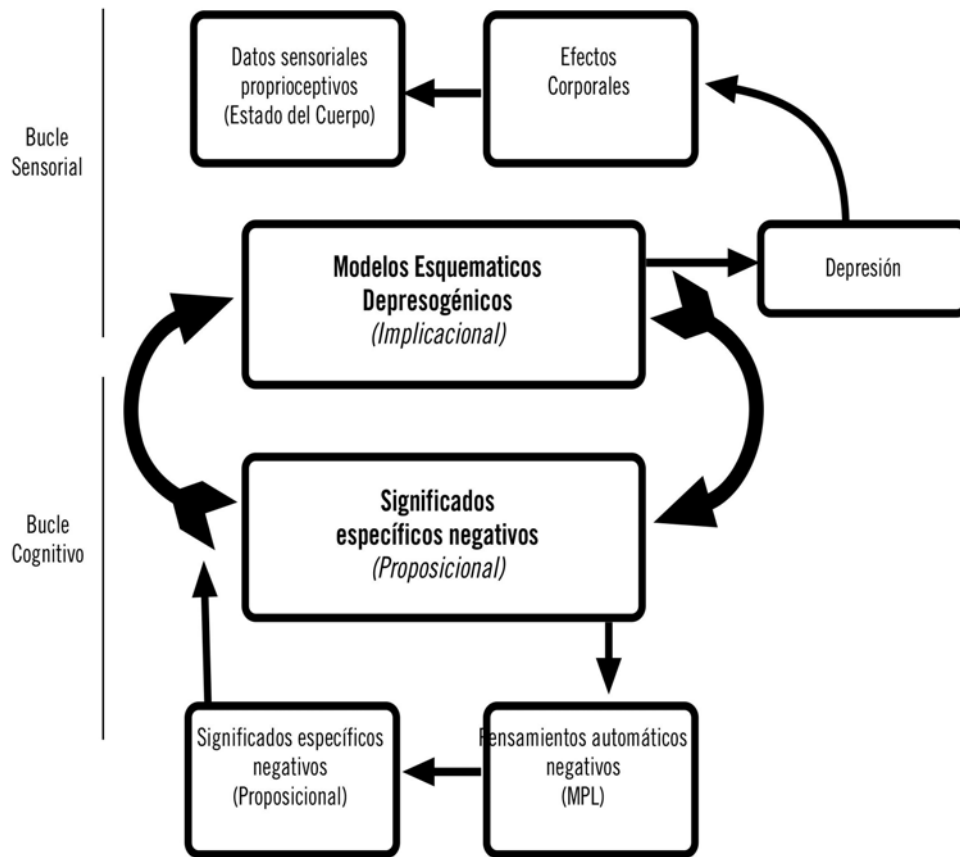 Datos sensoriales
proprioceptivos
(Estado del Cuerpo)
Efectos
Corporales
Bucle
Sensorial
Modelos Esquematicos
Depresogénicos
(Implicacional)
Depresión
Bucle
Cognitivo
Significados
específicos negativos
(Proposicional)
Significados específicos
negativos
(Proposicional)
Pensamientos automáticos
negativos
(MPL)